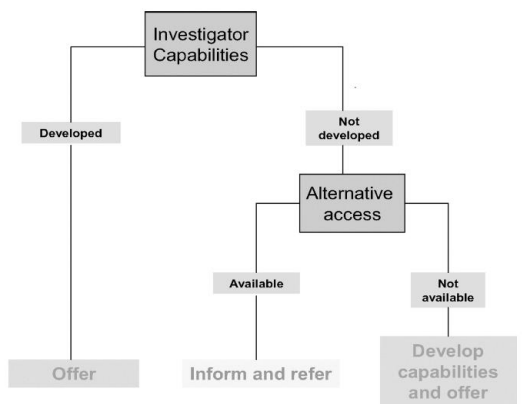 Investigator
Capabilities
Developed
Not
developed
Alternative
access
Available
Not
available
Offer
Inform and refer
Develop
capabilities
and offer